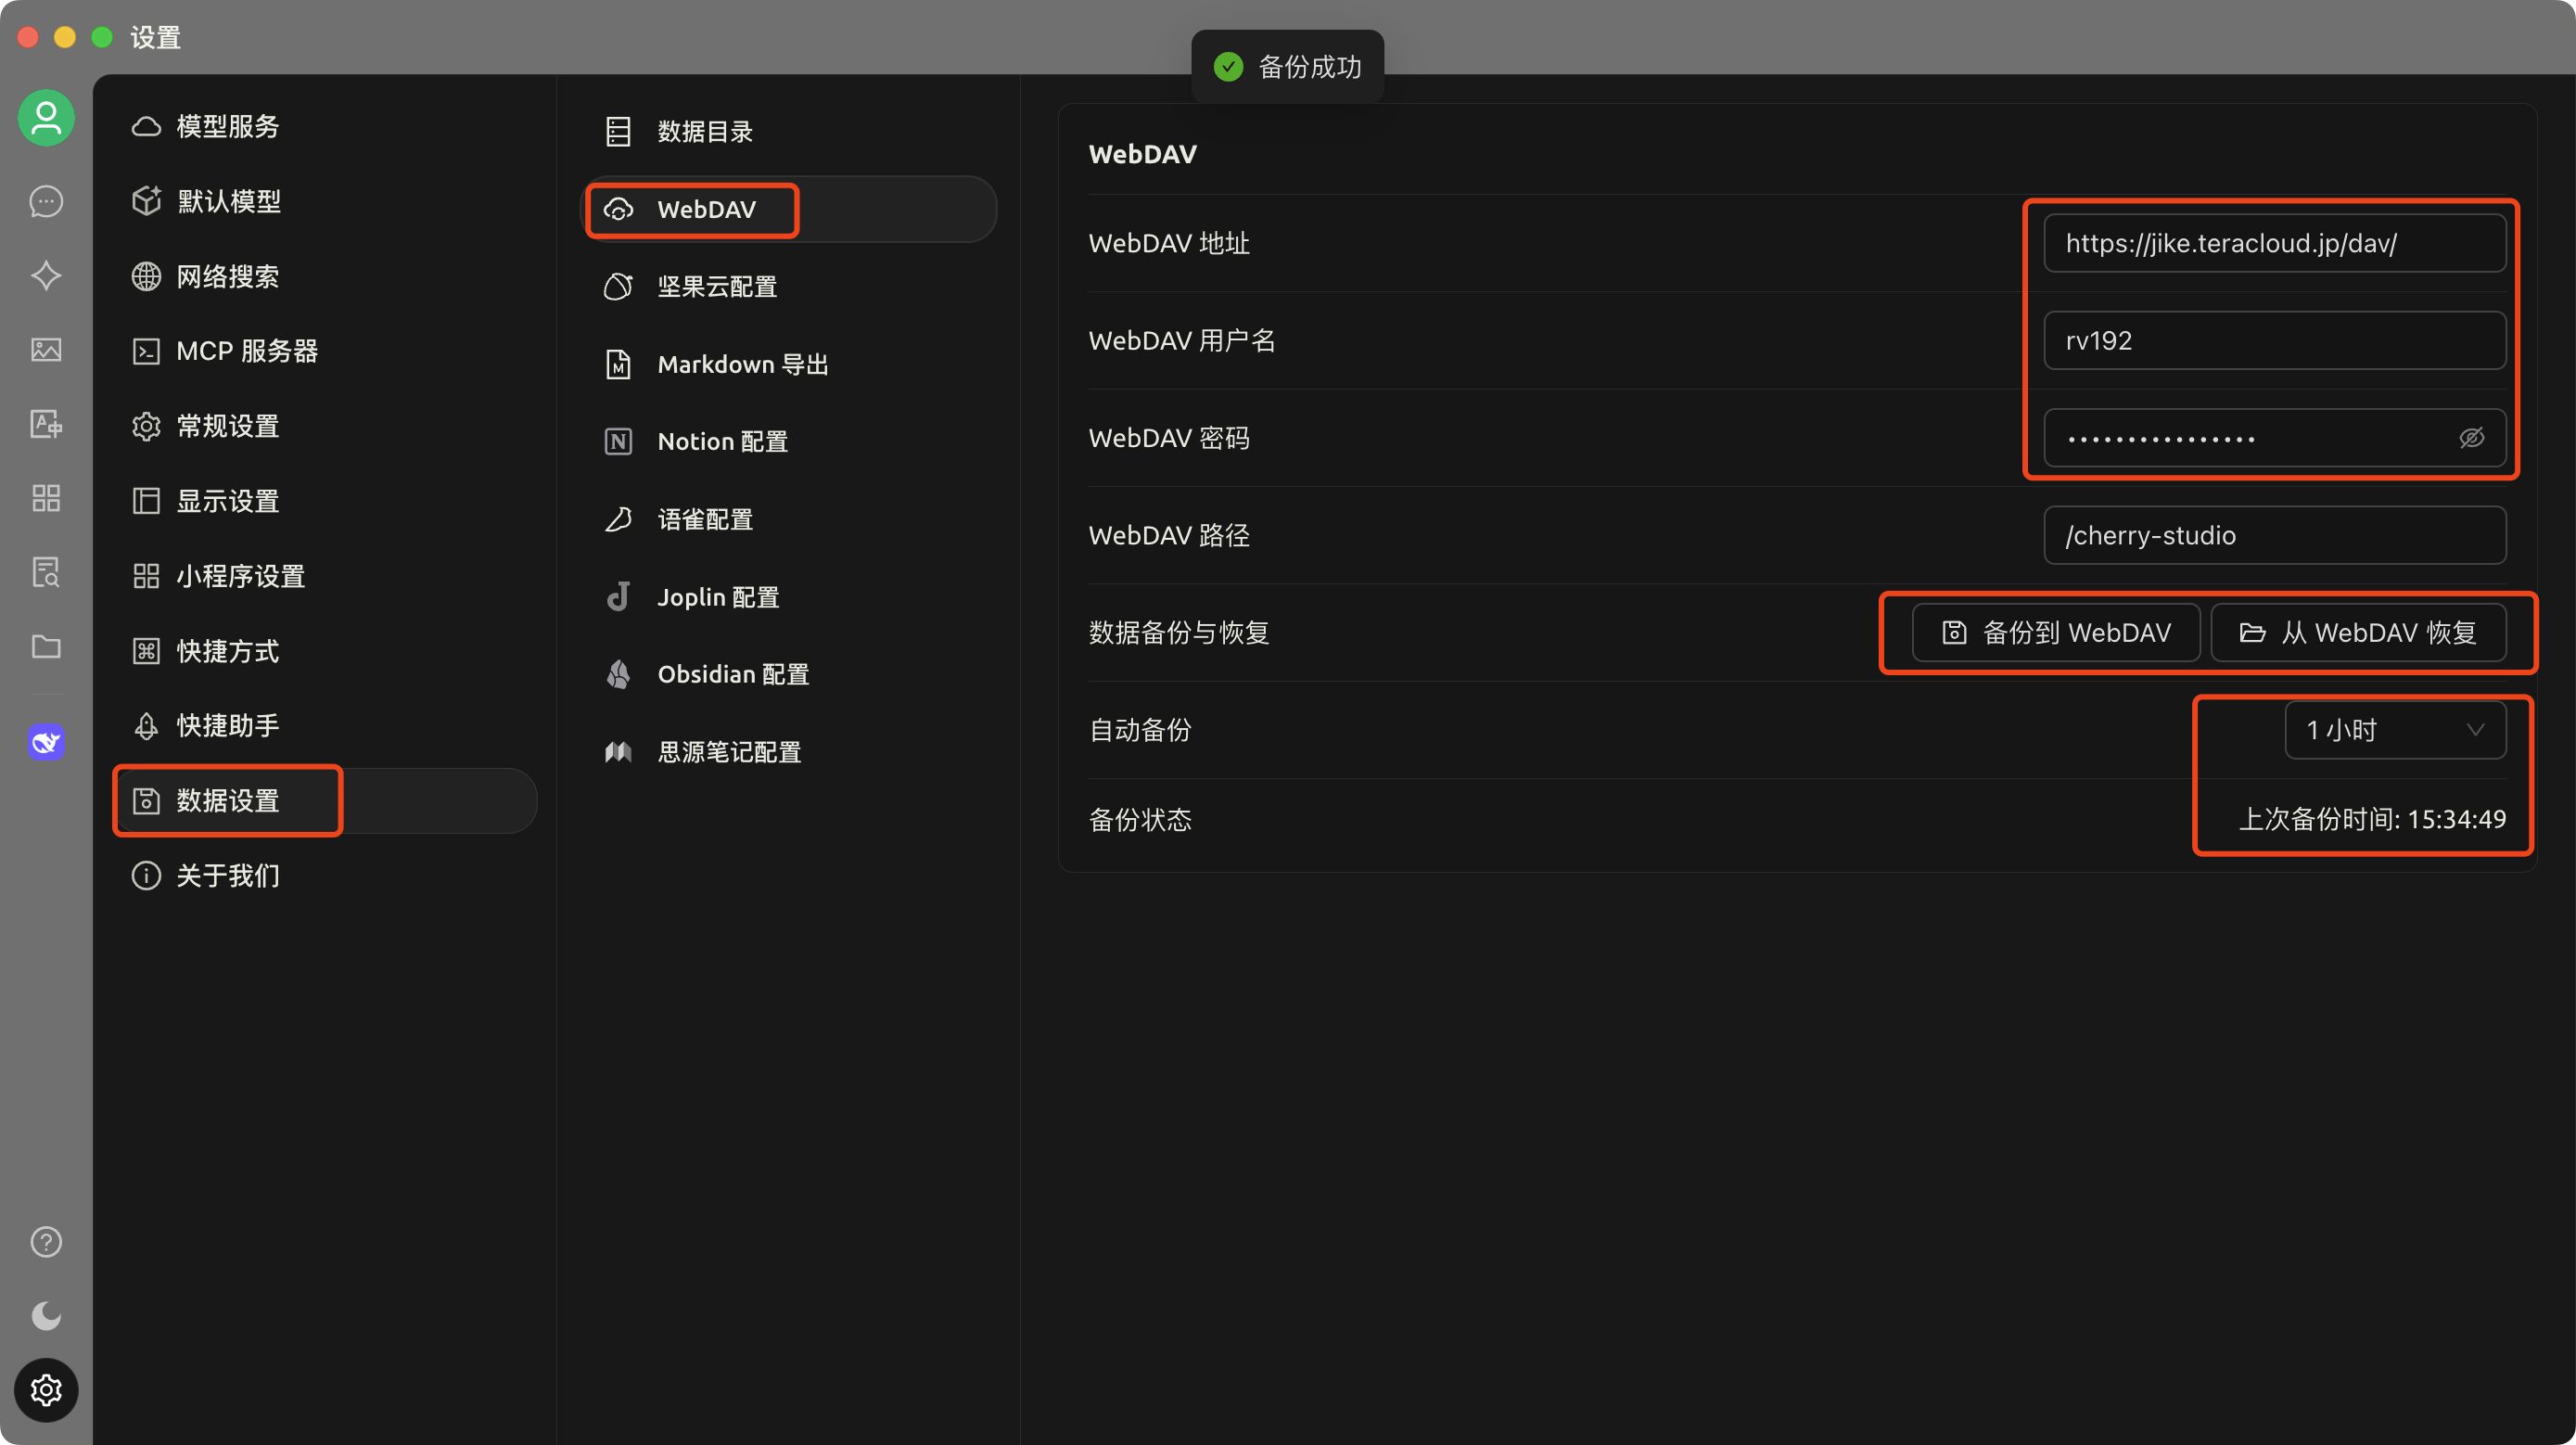 设置
备份成功
模型服务
默认模型
网络搜索
MCP 服务器
常规设置
显示设置
小程序设置
快捷方式
快捷助手
数据设置
关于我们
数据目录
WebDAV
坚果云配置
Markdown 导出
Notion 配置
语雀配置
Joplin 配置
Obsidian 配置
思源笔记配置
WebDAV
WebDAV 地址
https://jike.teracloud.jp/dav/
WebDAV 用户名
rv192
WebDAV 密码
••••••••••••••••
WebDAV 路径
/cherry-studio
数据备份与恢复
备份到 WebDAV
从 WebDAV 恢复
自动备份
1 小时
备份状态
上次备份时间: 15:34:49